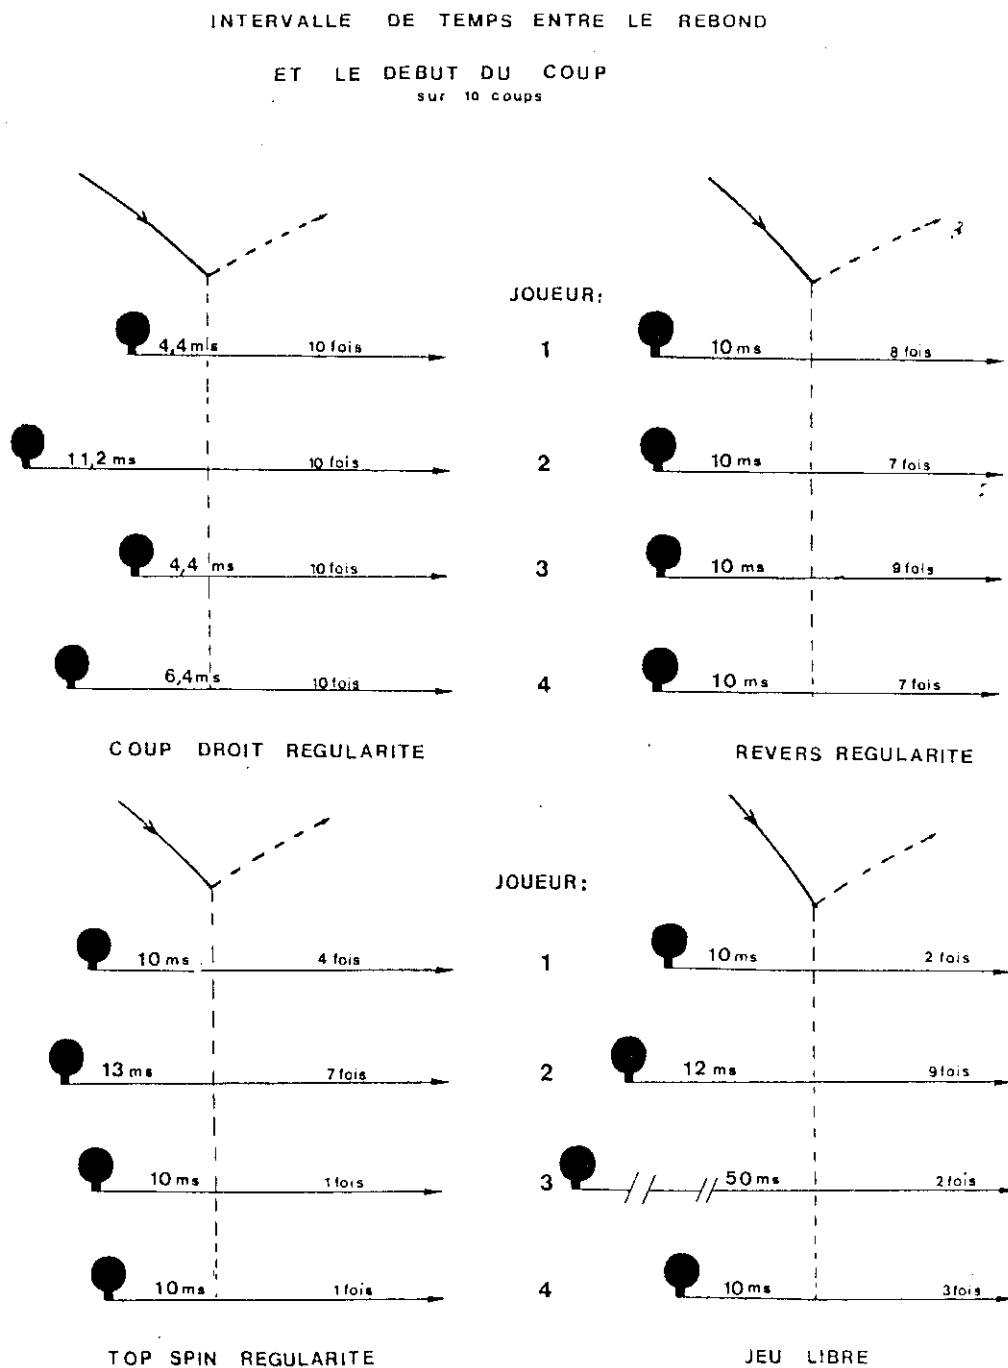 INTERVALLE DE TEMPS ENTRE LE REBOND
ET LE DEBUT DU COUP
sur 10 coups
JOUEUR:
4,4 ms 10 fois 1 10 ms 8 fois
11,2 ms 10 fois 2 10 ms 7 fois
4,4 ms 10 fois 3 10 ms 9 fois
6,4 ms 10 fois 4 10 ms 7 fois
COUP DROIT REGULARITE REVERS REGULARITE
JOUEUR:
10 ms 4 fois 1 10 ms 2 fois
13 ms 7 fois 2 12 ms 9 fois
10 ms 1 fois 3 50 ms 2 fois
10 ms 1 fois 4 10 ms 3 fois
TOP SPIN REGULARITE JEU LIBRE